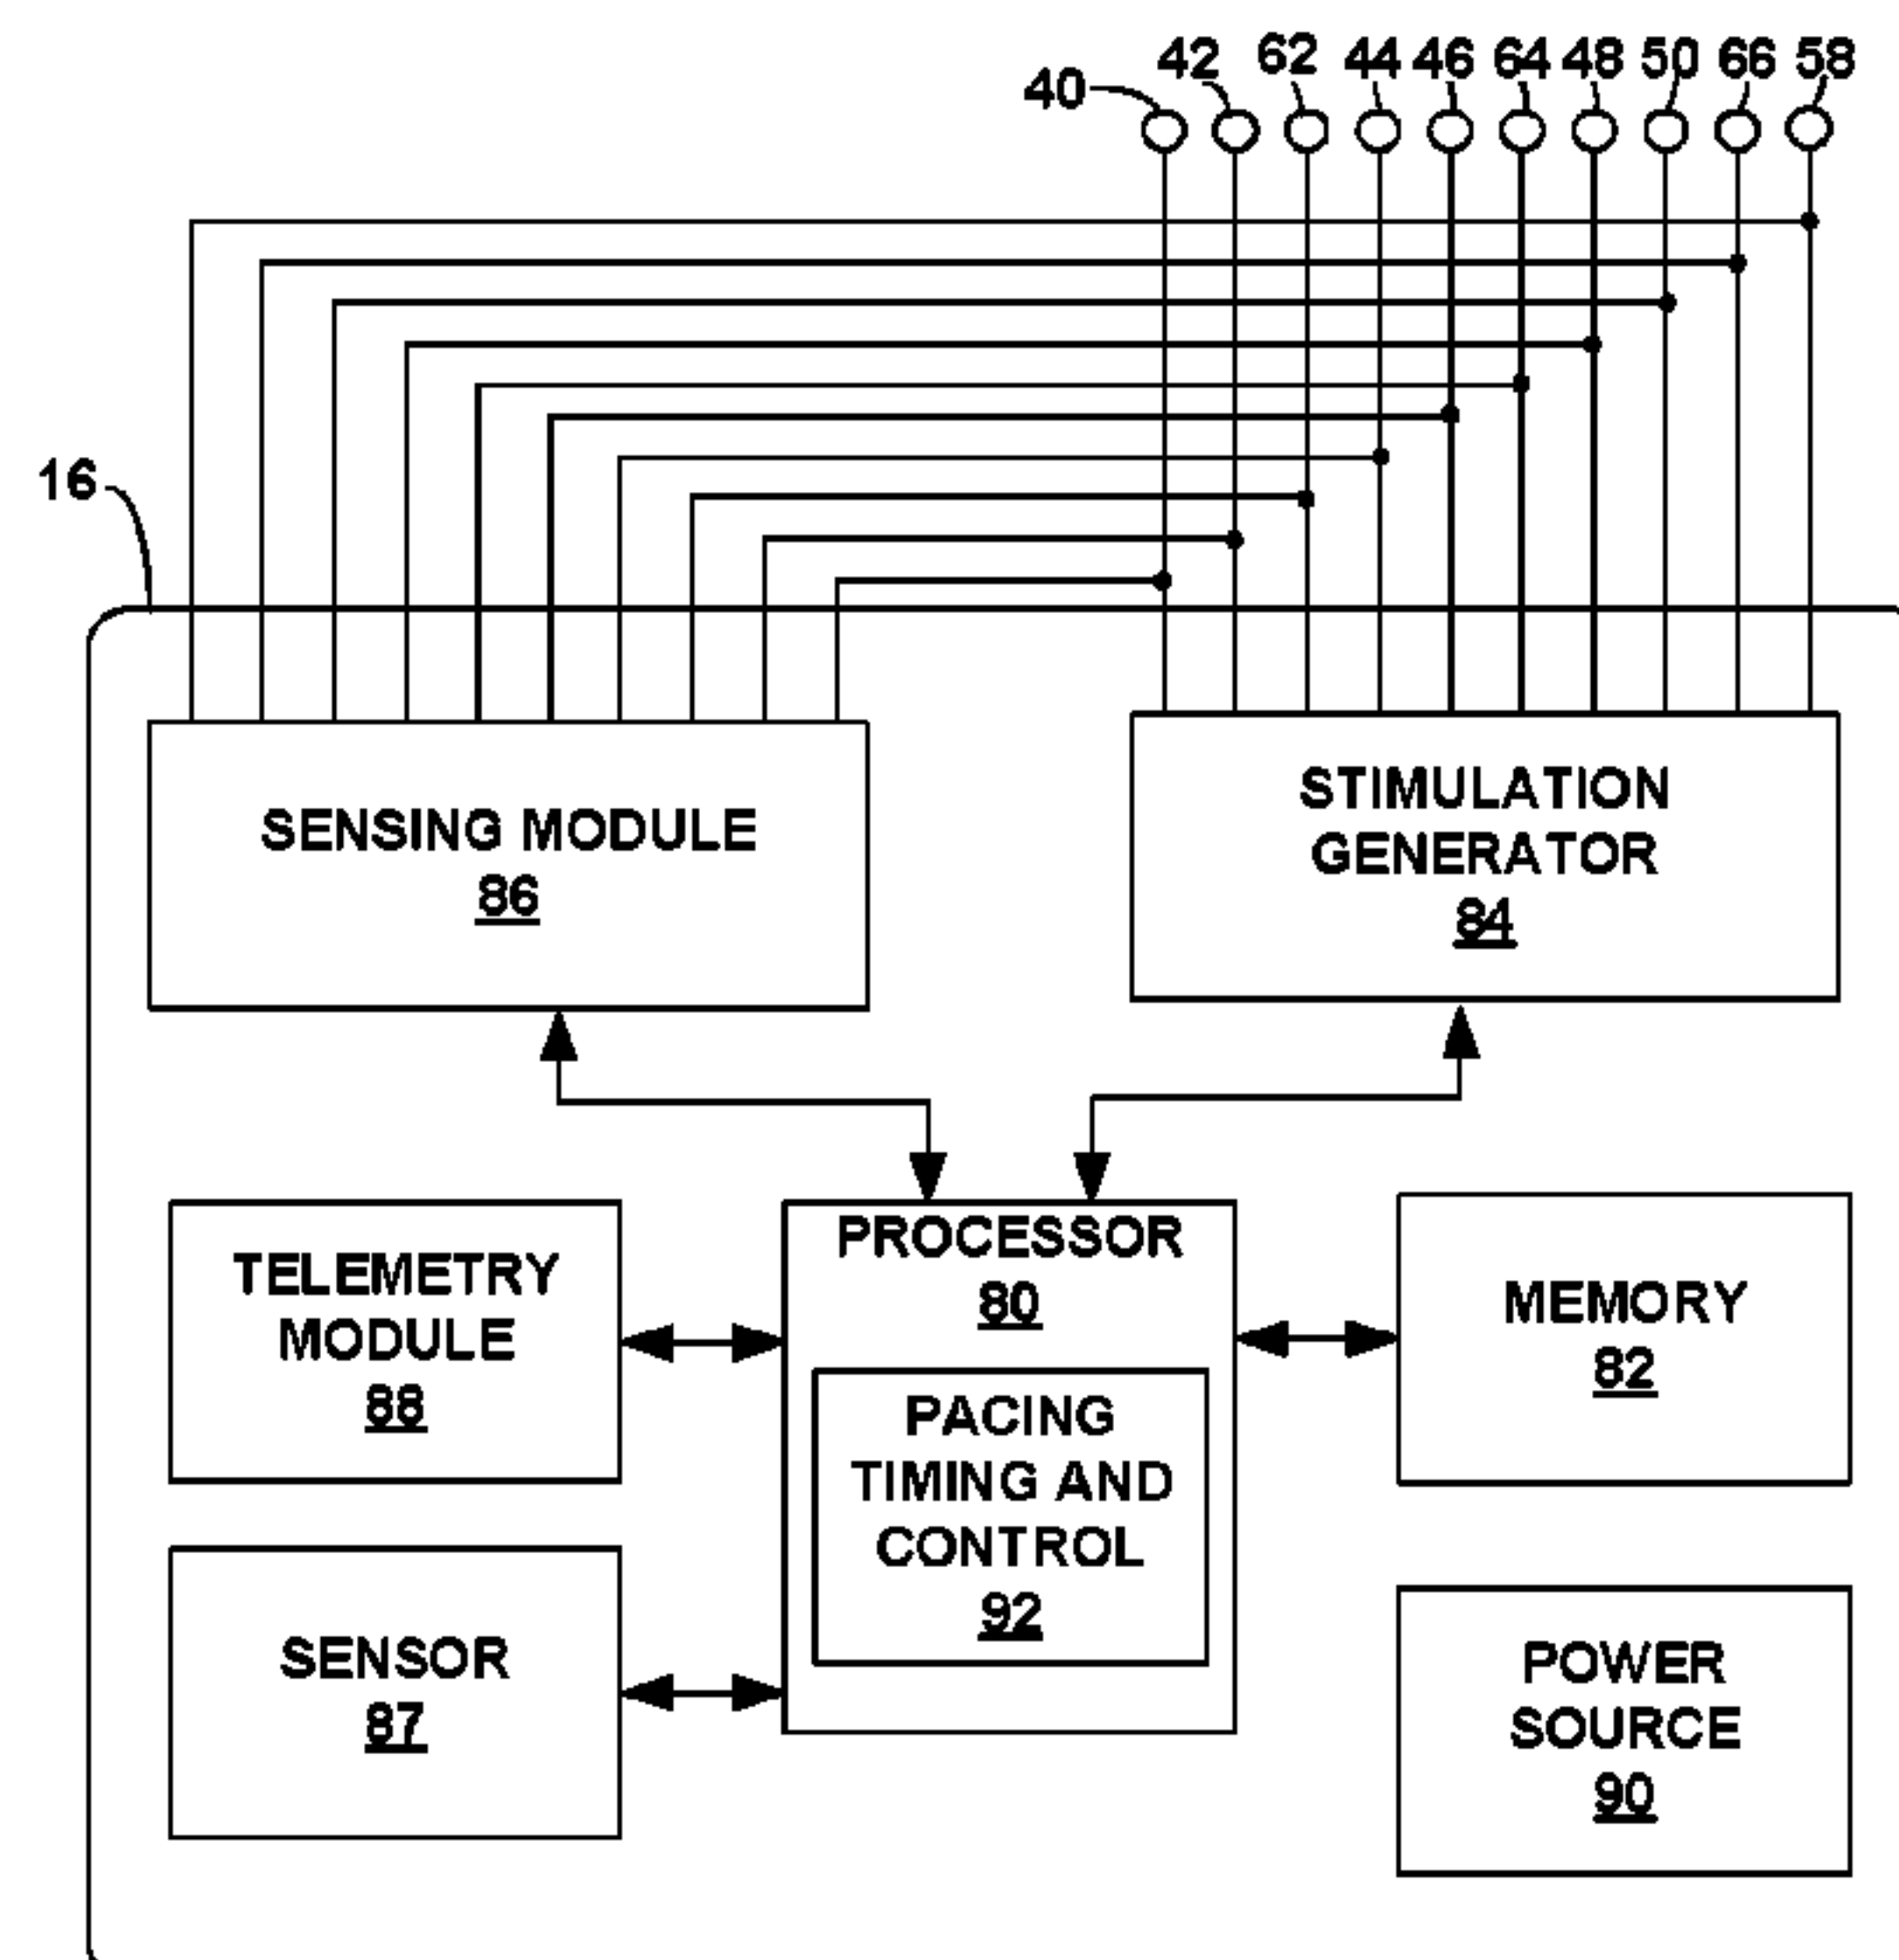 40 42 62 44 46 64 48 50 66 58
16
SENSING MODULE
86
STIMULATION
GENERATOR
84
TELEMETRY
MODULE
88
PROCESSOR
80
PACING
TIMING AND
CONTROL
92
MEMORY
82
SENSOR
87
POWER
SOURCE
90